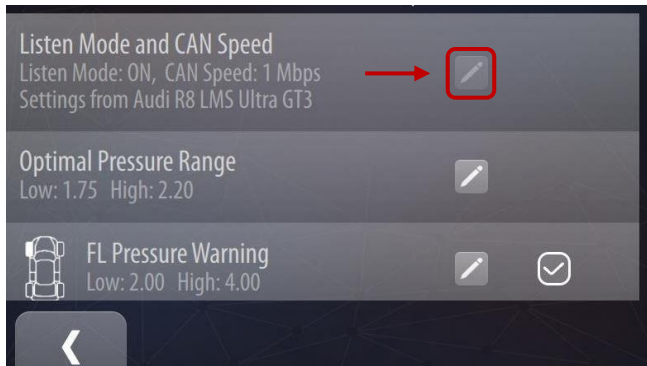 Listen Mode and CAN Speed
Listen Mode: ON, CAN Speed: 1 Mbps
Settings from Audi R8 LMS Ultra GT3
Optimal Pressure Range
Low: 1.75 High: 2.20
FL Pressure Warning
Low: 2.00 High: 4.00